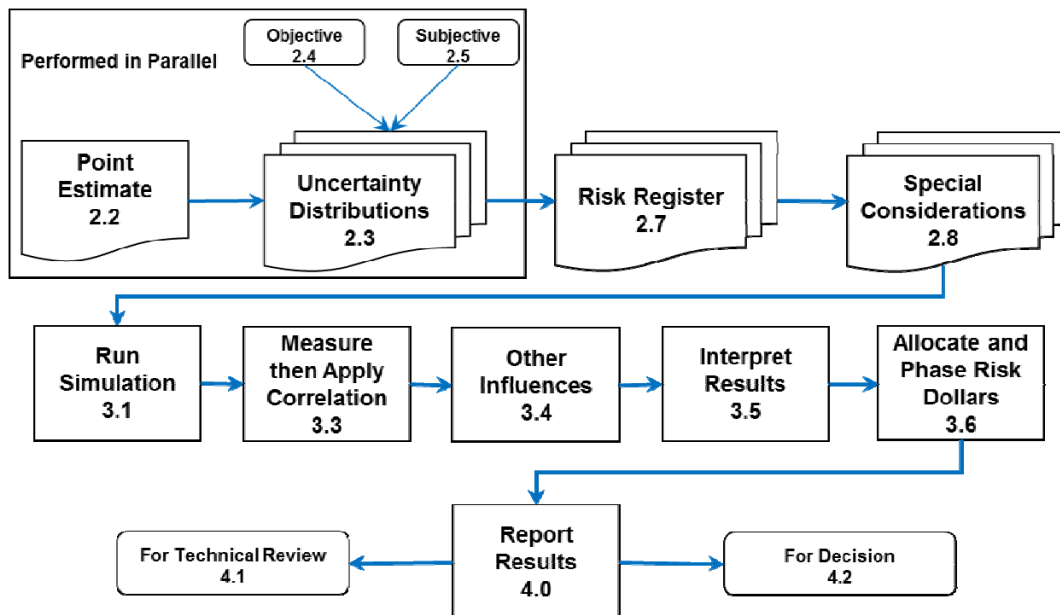 Performed in Parallel
Objective
2.4
Subjective
2.5
Point
Estimate
2.2
Uncertainty
Distributions
2.3
Risk Register
2.7
Special
Considerations
2.8
Run
Simulation
3.1
Measure
then Apply
Correlation
3.3
Other
Influences
3.4
Interpret
Results
3.5
Allocate and
Phase Risk
Dollars
3.6
Report
Results
4.0
For Technical Review
4.1
For Decision
4.2